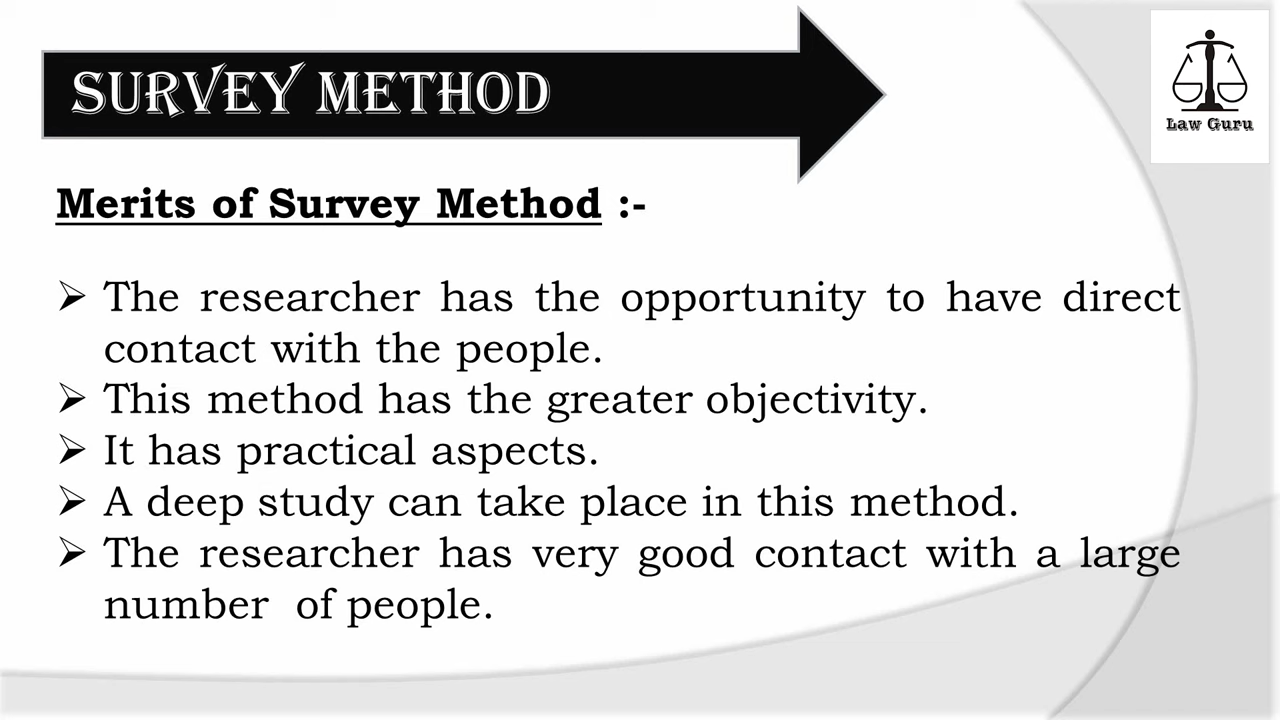 SURVEY METHOD
Law Guru
Merits of Survey Method :-
➢ The researcher has the opportunity to have direct
contact with the people.
➢ This method has the greater objectivity.
➢ It has practical aspects.
➢ A deep study can take place in this method.
➢ The researcher has very good contact with a large
number of people.